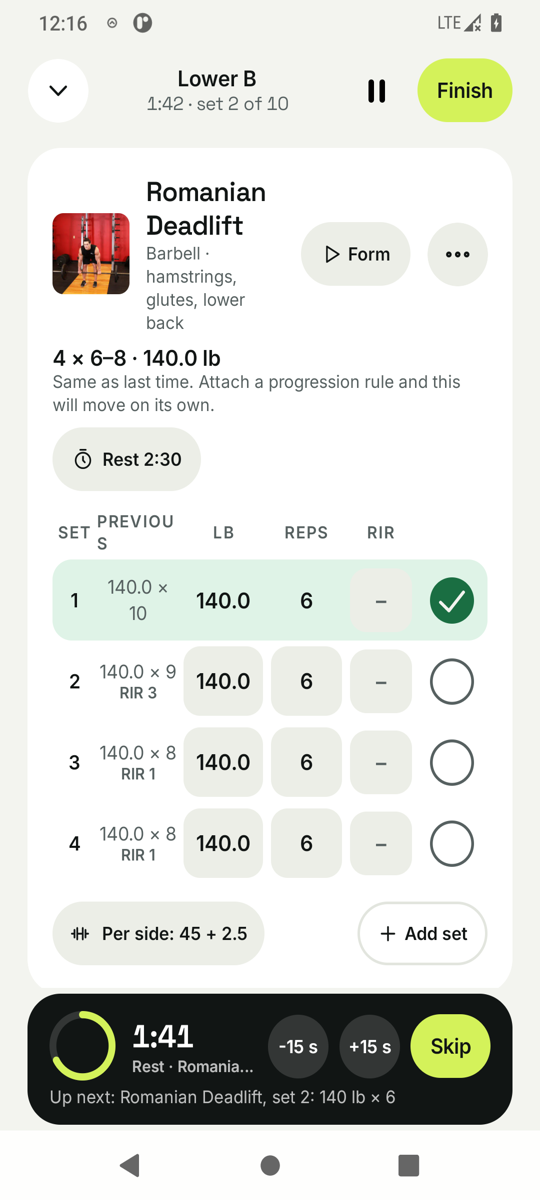 12:16
LTE
Lower B
1:42 · set 2 of 10
Finish
Romanian
Deadlift
Barbell ·
hamstrings,
glutes, lower
back
Form
4 × 6–8 · 140.0 lb
Same as last time. Attach a progression rule and this
will move on its own.
Rest 2:30
SET PREVIOU
S LB REPS RIR
1 140.0 ×
10 140.0 6 –
2 140.0 × 9
RIR 3 140.0 6 –
3 140.0 × 8
RIR 1 140.0 6 –
4 140.0 × 8
RIR 1 140.0 6 –
Per side: 45 + 2.5
+ Add set
1:41
Rest · Romania...
-15 s
+15 s
Skip
Up next: Romanian Deadlift, set 2: 140 lb × 6